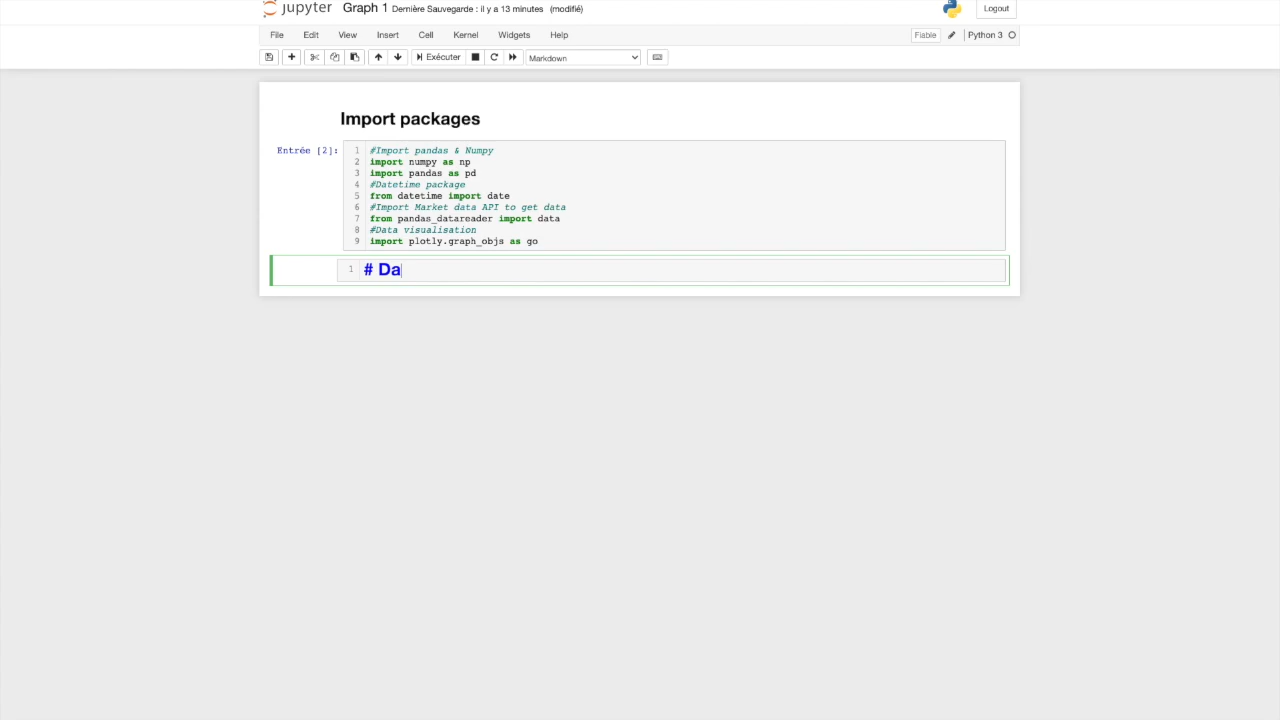 jupyter Graph 1 Dernière Sauvegarde : il y a 13 minutes (modifié) Logout
File Edit View Insert Cell Kernel Widgets Help Fiable Python 3
Exécuter Markdown
Import packages
Entrée [2]:
1 #Import pandas & Numpy
2 import numpy as np
3 import pandas as pd
4 #Datetime package
5 from datetime import date
6 #Import Market data API to get data
7 from pandas_datareader import data
8 #Data visualisation
9 import plotly.graph_objs as go
1 # Da